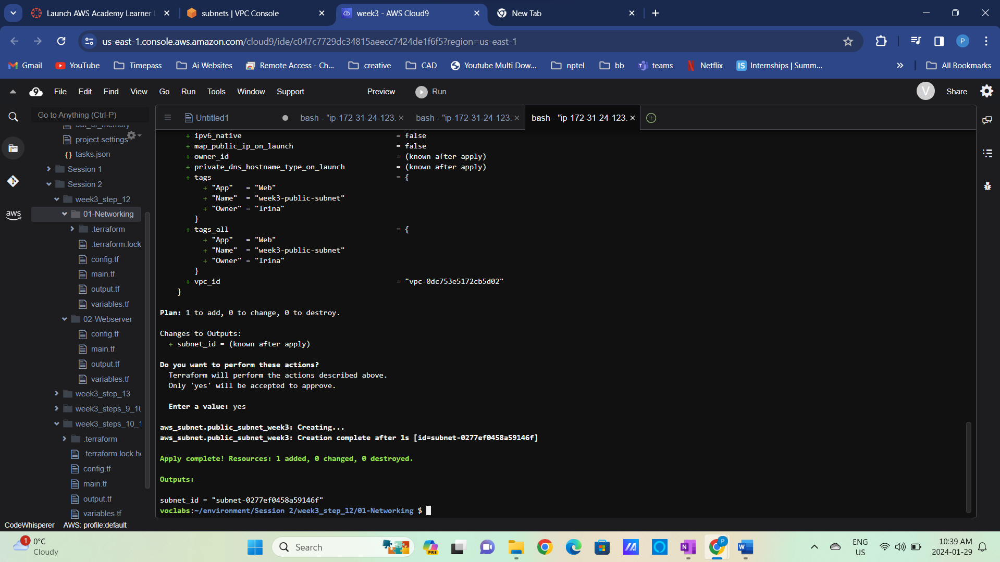 Launch AWS Academy Learner
subnets | VPC Console
week3 - AWS Cloud9
New Tab
us-east-1.console.aws.amazon.com/cloud9/ide/c047c7729dc34815aeecc7424de1f6f5?region=us-east-1
P
Gmail
YouTube
Timepass
Ai Websites
Remote Access - Ch...
creative
CAD
Youtube Multi Dow...
nptel
bb
teams
Netflix
IS Internships | Summ...
All Bookmarks
9 File Edit Find View Go Run Tools Window Support Preview Run V Share
Go to Anything (Ctrl-P)
Untitled1
bash - "ip-172-31-24-123.
bash - "ip-172-31-24-123.
bash - "ip-172-31-24-123.
out_of_memory
project.settings
{} tasks.json
Session 1
Session 2
week3_step_12
01-Networking
.terraform
.terraform.lock
config.tf
main.tf
output.tf
variables.tf
02-Webserver
config.tf
main.tf
output.tf
variables.tf
week3_step_13
week3_steps_9_10
week3_steps_10_1
.terraform
.terraform.lock.h
config.tf
main.tf
output.tf
variables.tf
aws
+ ipv6_native = false
+ map_public_ip_on_launch = false
+ owner_id = (known after apply)
+ private_dns_hostname_type_on_launch = (known after apply)
+ tags = {
+ "App" = "Web"
+ "Name" = "week3-public-subnet"
+ "Owner" = "Irina"
}
+ tags_all = {
+ "App" = "Web"
+ "Name" = "week3-public-subnet"
+ "Owner" = "Irina"
}
+ vpc_id = "vpc-0dc753e5172cb5d02"
}
Plan: 1 to add, 0 to change, 0 to destroy.
Changes to Outputs:
+ subnet_id = (known after apply)
Do you want to perform these actions?
Terraform will perform the actions described above.
Only 'yes' will be accepted to approve.
Enter a value: yes
aws_subnet.public_subnet_week3: Creating...
aws_subnet.public_subnet_week3: Creation complete after 1s [id=subnet-0277ef0458a59146f]
Apply complete! Resources: 1 added, 0 changed, 0 destroyed.
Outputs:
subnet_id = "subnet-0277ef0458a59146f"
voclabs:~/environment/Session 2/week3_step_12/01-Networking $
CodeWhisperer AWS: profile:default
1
0°C
Cloudy
Search
PRE
N
P
W
ENG
US
10:39 AM
2024-01-29